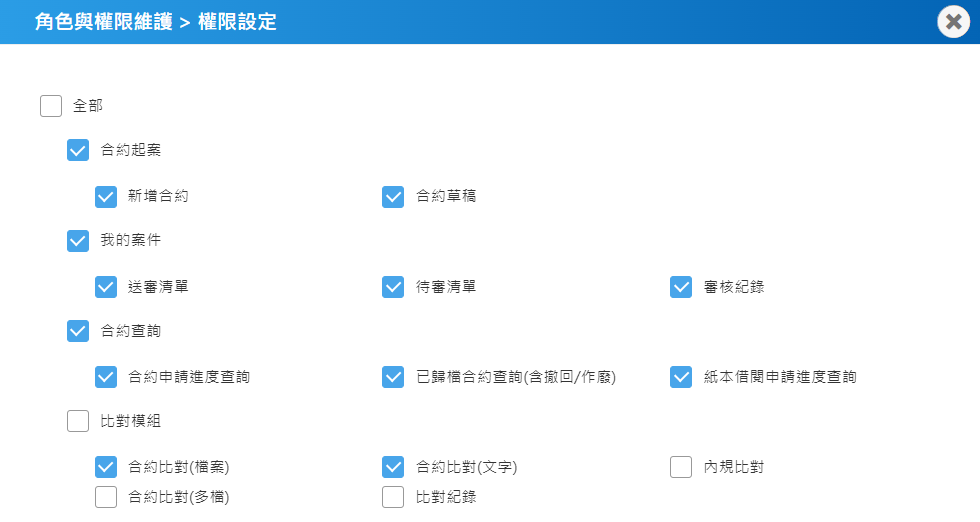 角色與權限維護 > 權限設定
全部
合約起案
新增合約 合約草稿
我的案件
送審清單 待審清單 審核紀錄
合約查詢
合約申請進度查詢 已歸檔合約查詢(含撤回/作廢) 紙本借閱申請進度查詢
比對模組
合約比對(檔案) 合約比對(文字) 內規比對
合約比對(多檔) 比對紀錄